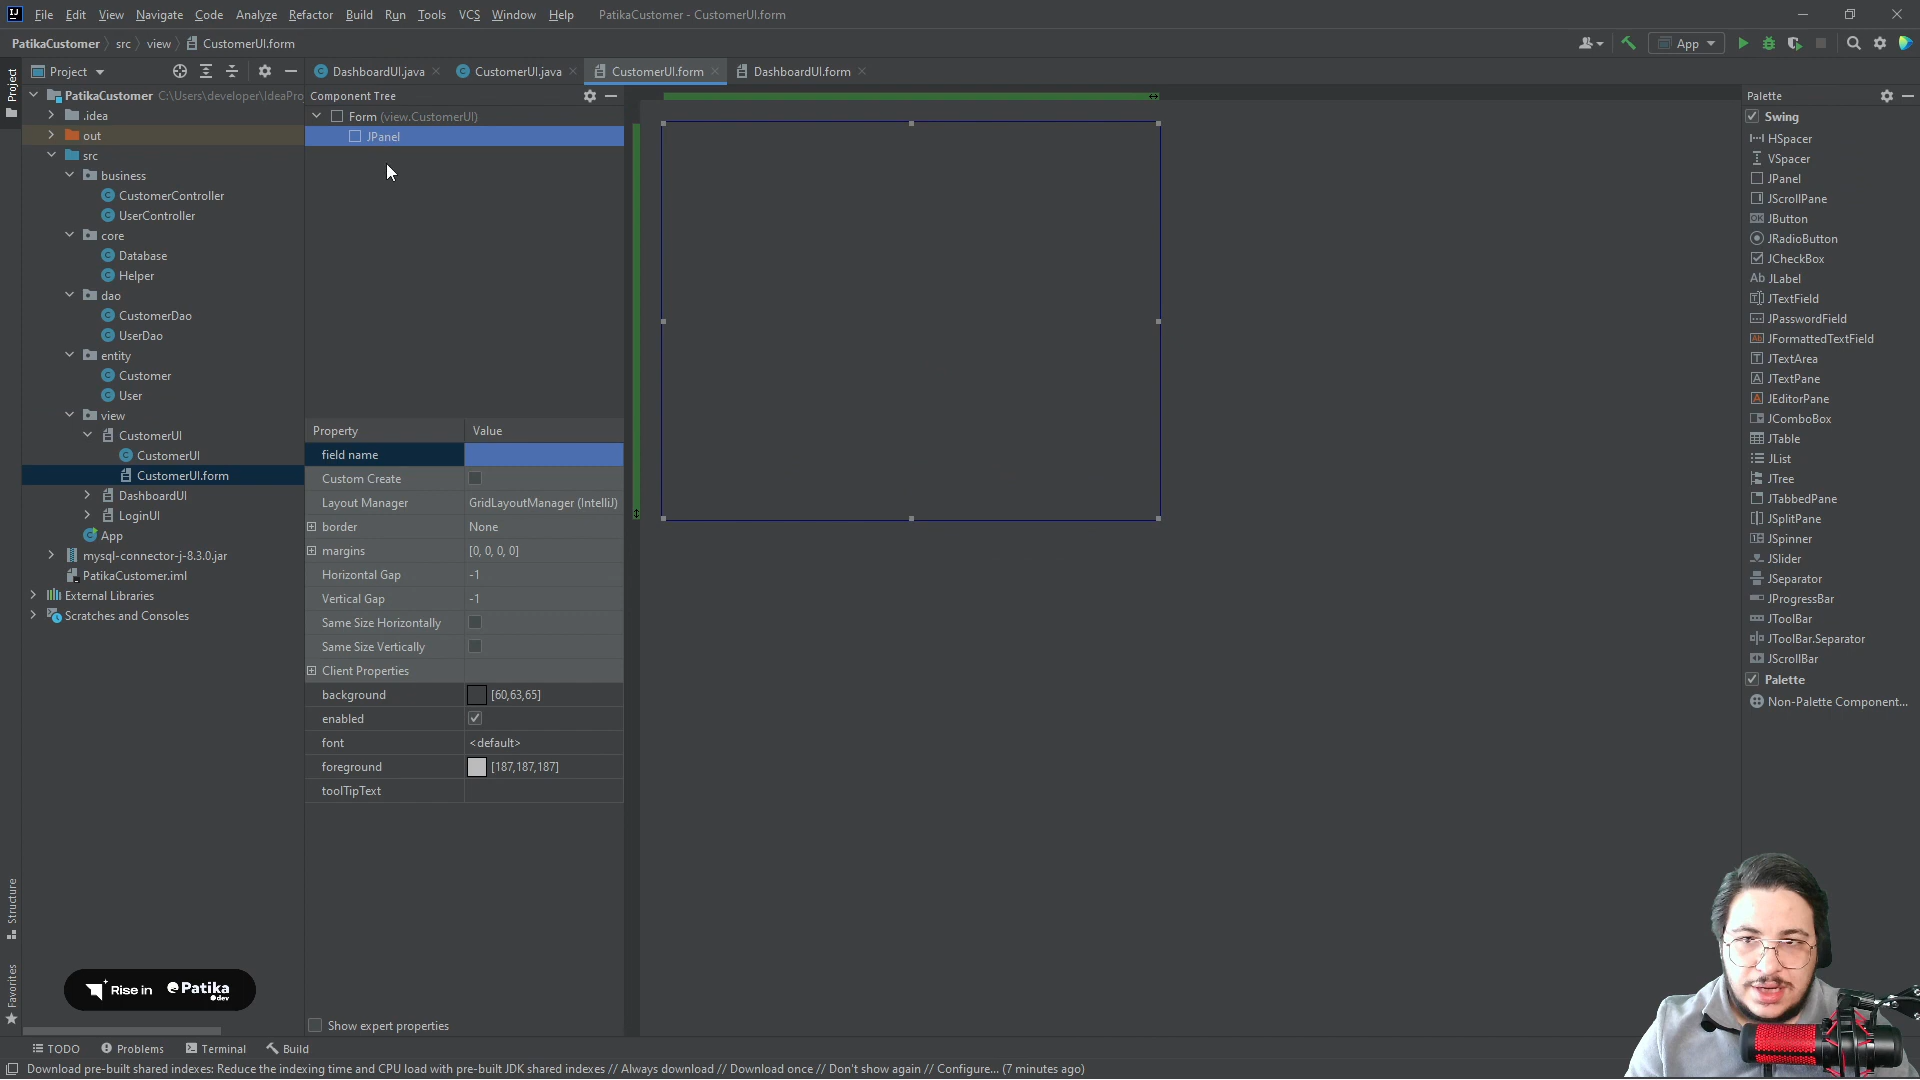 File Edit View Navigate Code Analyze Refactor Build Run Tools VCS Window Help PatikaCustomer - CustomerUI.form
PatikaCustomer src view CustomerUI.form
App
Project
DashboardUI.java
CustomerUI.java
CustomerUI.form
DashboardUI.form
Project
Structure
Favorites
PatikaCustomer C:\Users\developer\IdeaPro
.idea
out
src
business
CustomerController
UserController
core
Database
Helper
dao
CustomerDao
UserDao
entity
Customer
User
view
CustomerUI
CustomerUI
CustomerUI.form
DashboardUI
LoginUI
App
mysql-connector-j-8.3.0.jar
PatikaCustomer.iml
External Libraries
Scratches and Consoles
Rise in Patika.dev
Component Tree
Form (view.CustomerUI)
JPanel
Property Value
field name
Custom Create
Layout Manager GridLayoutManager (IntelliJ)
border None
margins [0, 0, 0, 0]
Horizontal Gap -1
Vertical Gap -1
Same Size Horizontally
Same Size Vertically
Client Properties
background [60,63,65]
enabled
font <default>
foreground [187,187,187]
toolTipText
Show expert properties
Palette
Swing
HSpacer
VSpacer
JPanel
JScrollPane
JButton
JRadioButton
JCheckBox
JLabel
JTextField
JPasswordField
JFormattedTextField
JTextArea
JTextPane
JEditorPane
JComboBox
JTable
JList
JTree
JTabbedPane
JSplitPane
JSpinner
JSlider
JSeparator
JProgressBar
JToolBar
JToolBar.Separator
JScrollBar
Palette
Non-Palette Component...
TODO Problems Terminal Build
Download pre-built shared indexes: Reduce the indexing time and CPU load with pre-built JDK shared indexes // Always download // Download once // Don't show again // Configure... (7 minutes ago)